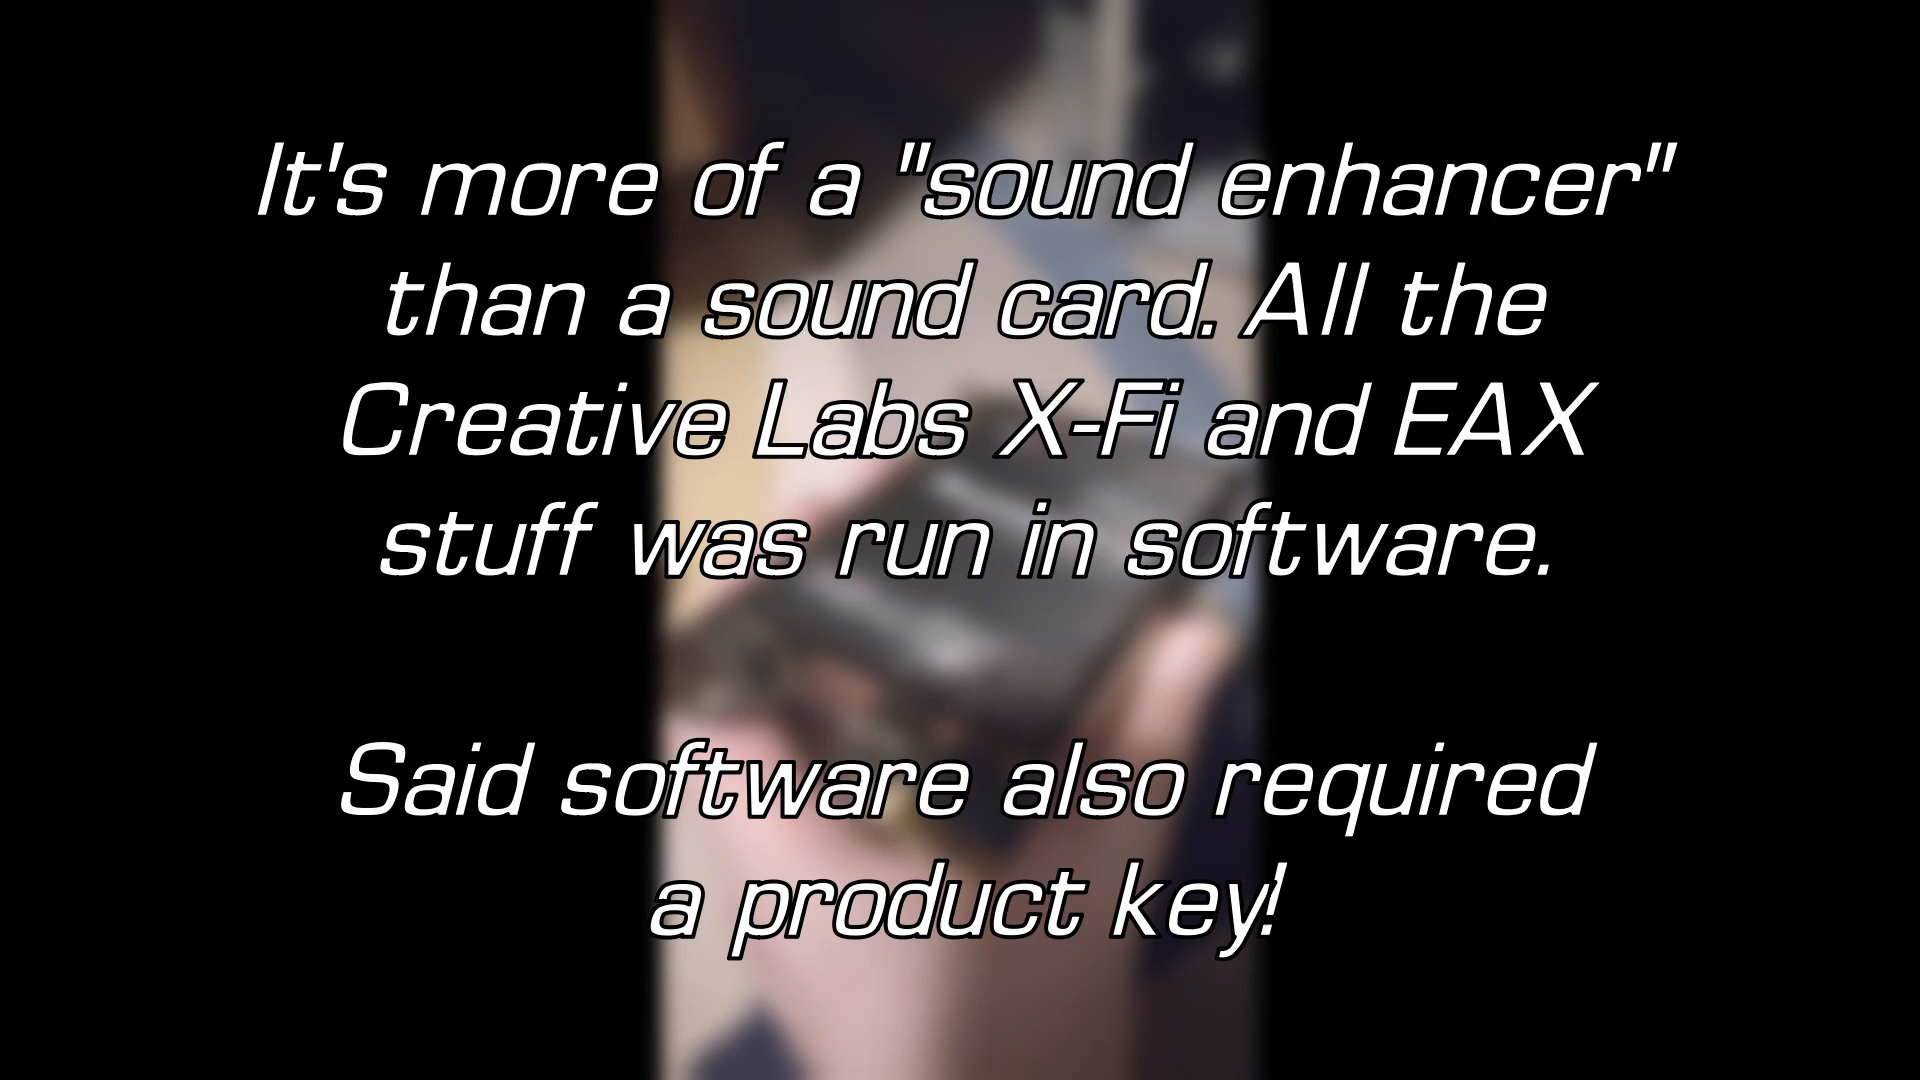 It's more of a "sound enhancer"
than a sound card. All the
Creative Labs X-Fi and EAX
stuff was run in software.
Said software also required
a product key!